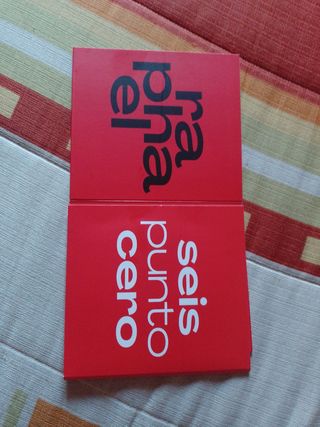 ra
pha
el
seis
punto
cero